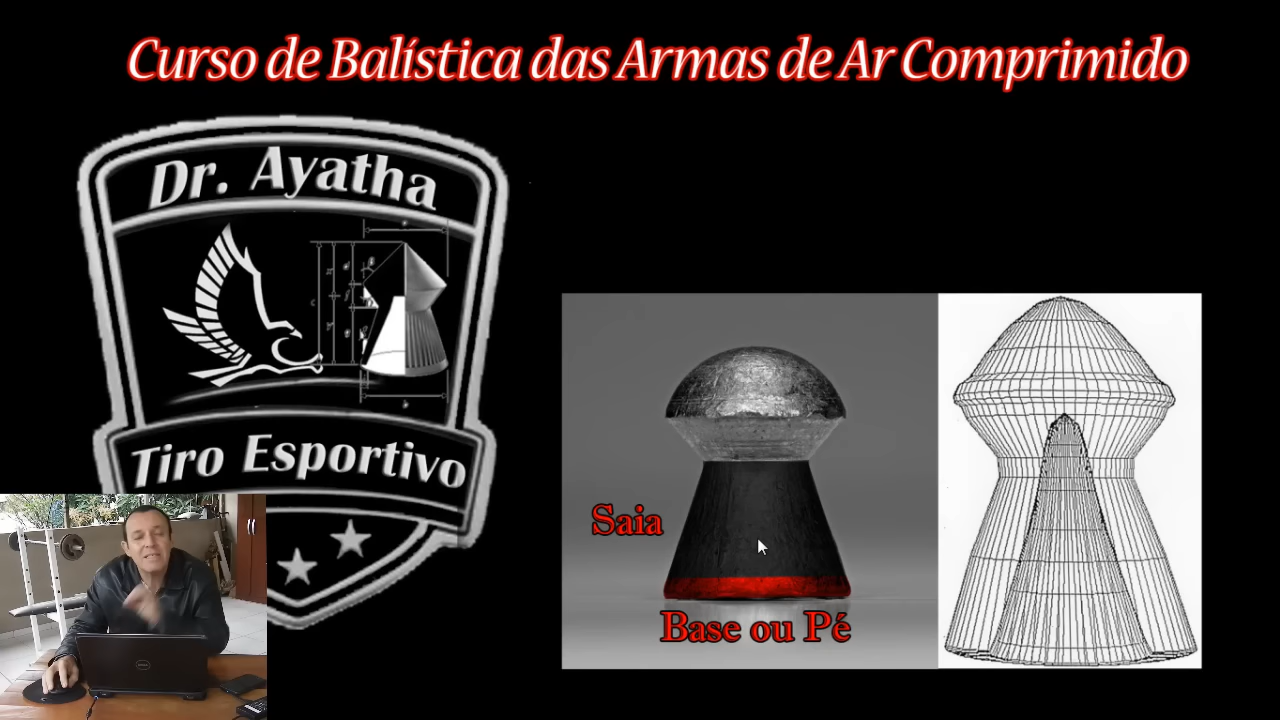 Curso de Balística das Armas de Ar Comprimido
Dr. Ayatha
Tiro Esportivo
Saia
Base ou Pé